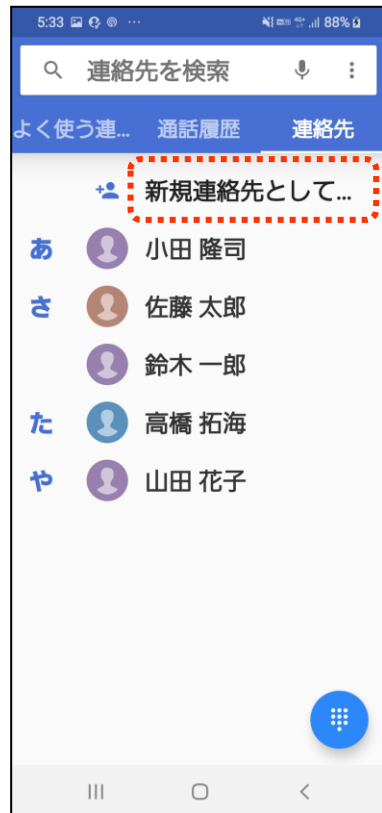 5:33 88%
連絡先を検索
よく使う連... 通話履歴 連絡先
新規連絡先として...
あ 小田 隆司
さ 佐藤 太郎
鈴木 一郎
た 高橋 拓海
や 山田 花子